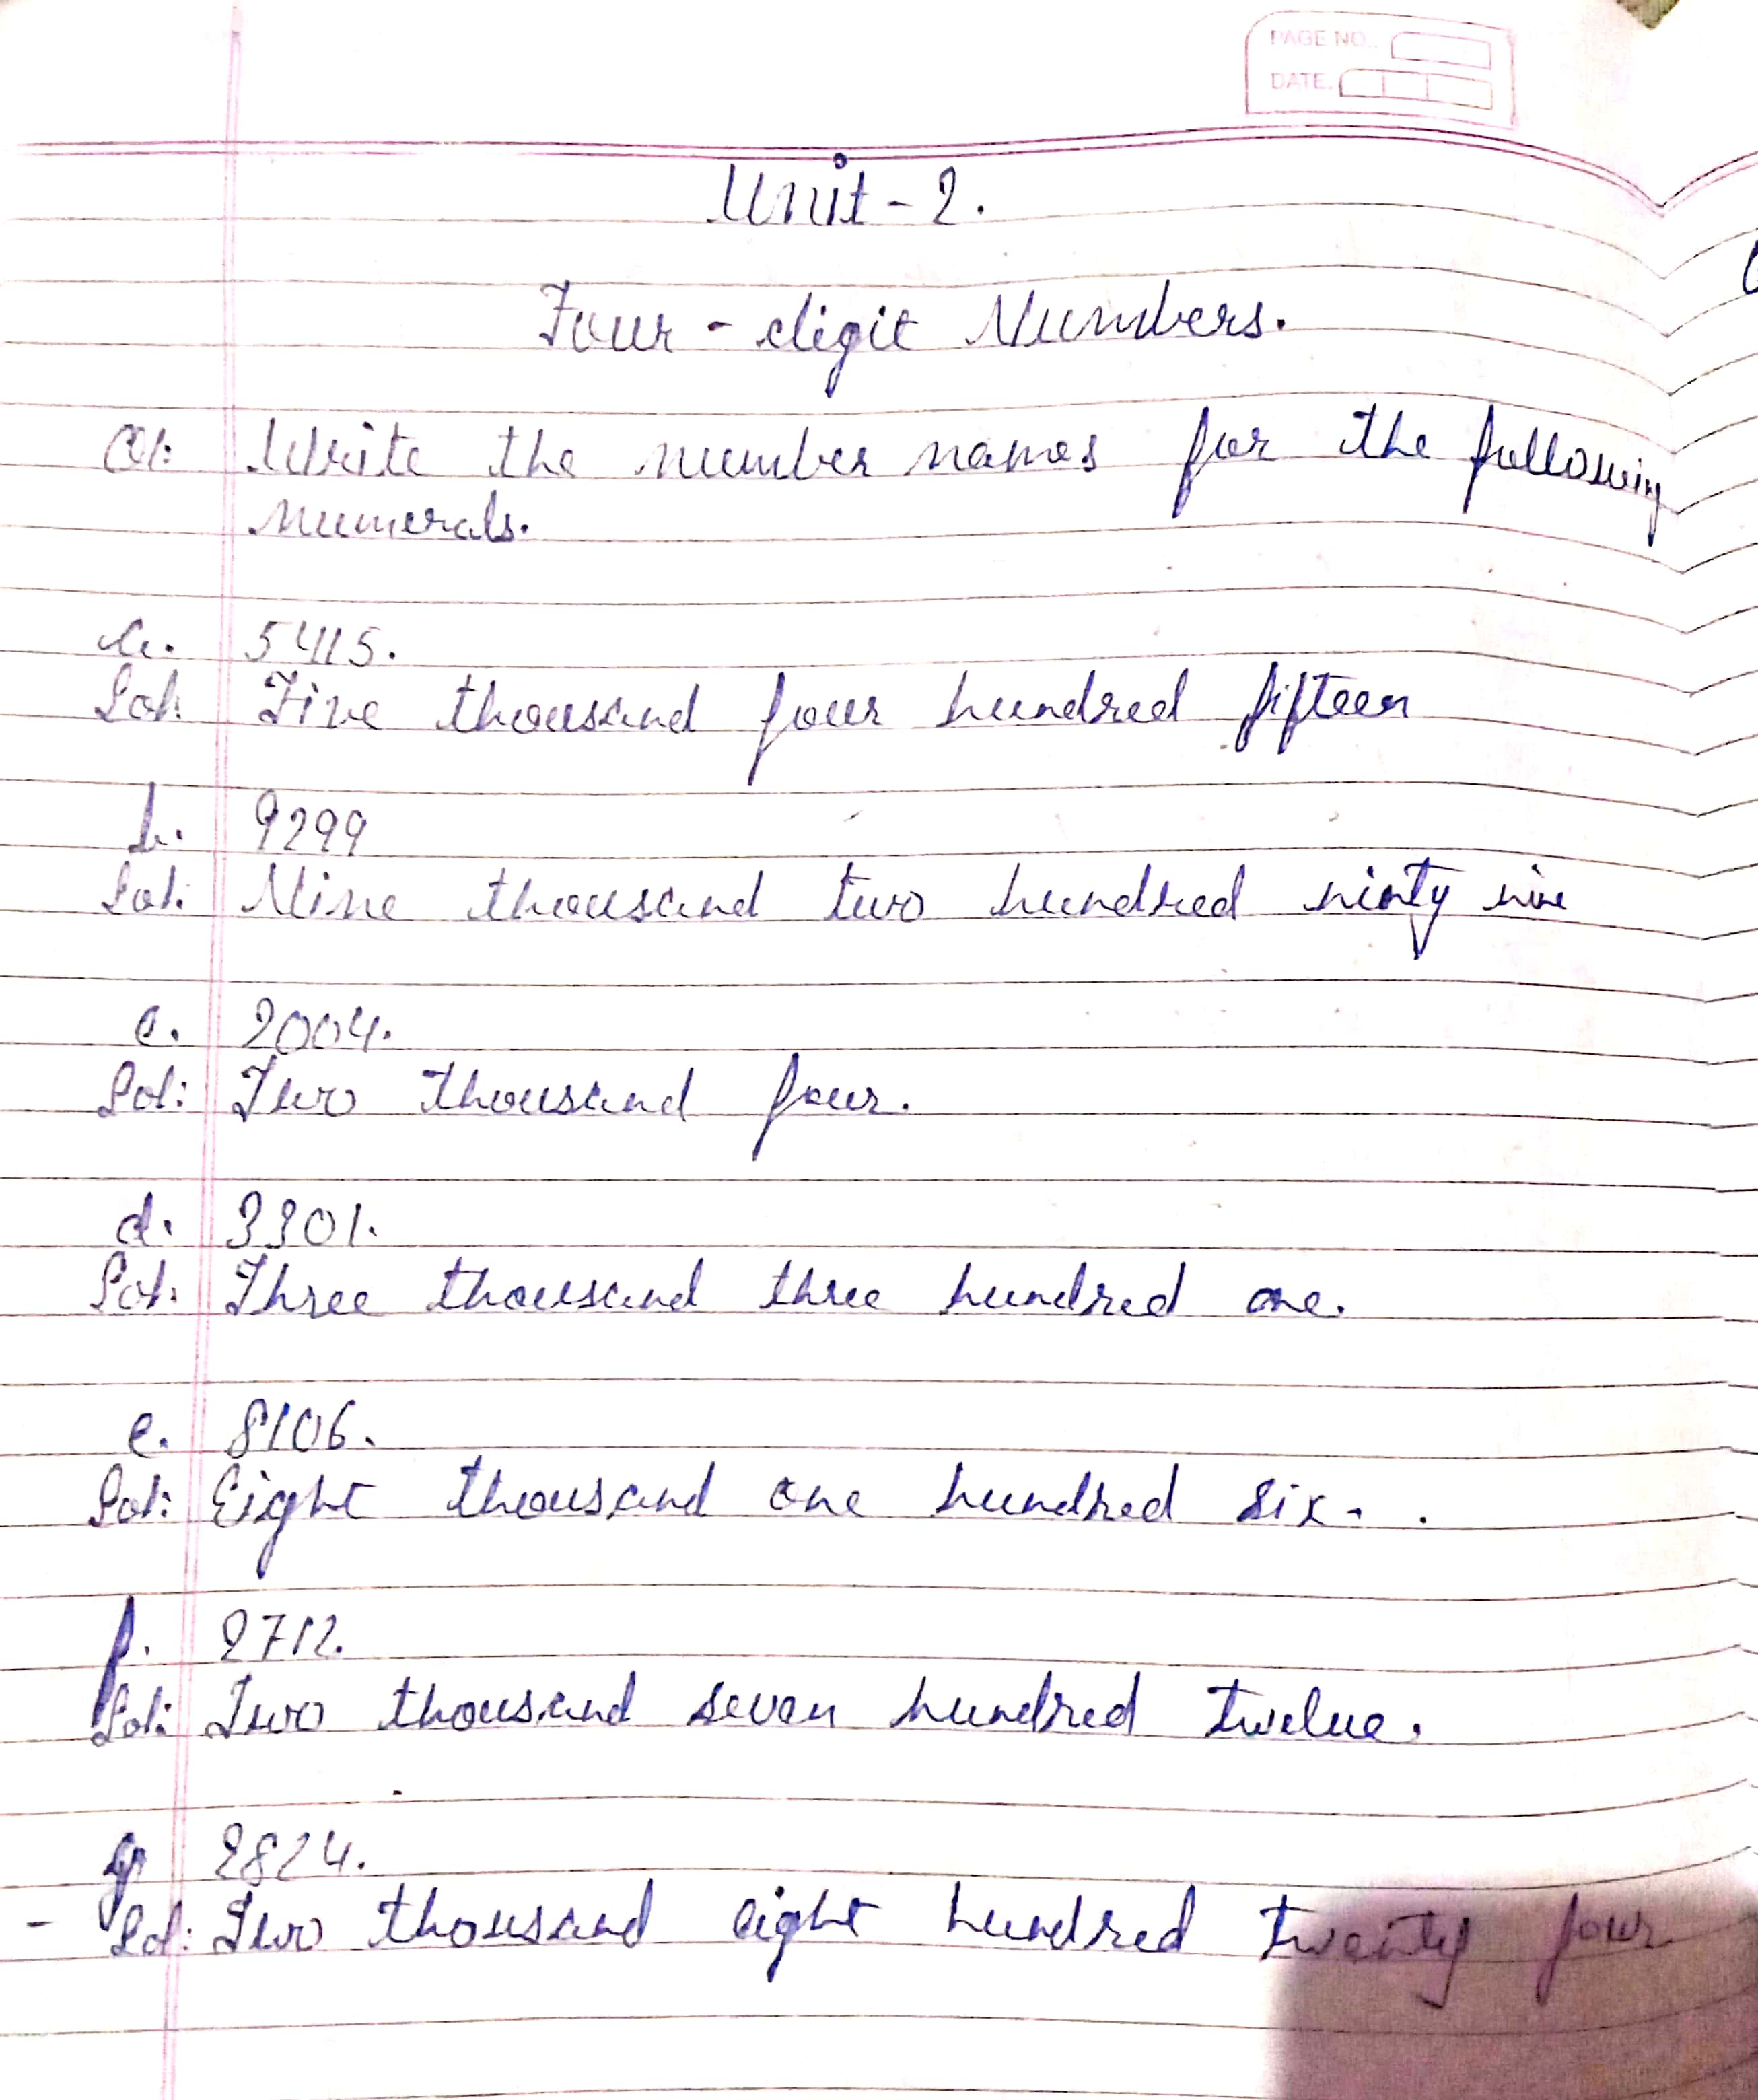 PAGE NO.
DATE.
Unit - 2.
Four - digit Numbers.
Q1: Write the number names for the following
numerals.
a. 5415.
Sol: Five thousand four hundred fifteen
b. 9299
Sol: Nine thousand two hundred ninty nine
c. 2004.
Sol: Two thousand four.
d. 3301.
Sol: Three thousand three hundred one.
e. 8106.
Sol: Eight thousand one hundred six.
f. 2712.
Sol: Two thousand seven hundred twelve.
g 2824.
- Sol: Two thousand eight hundred twenty four